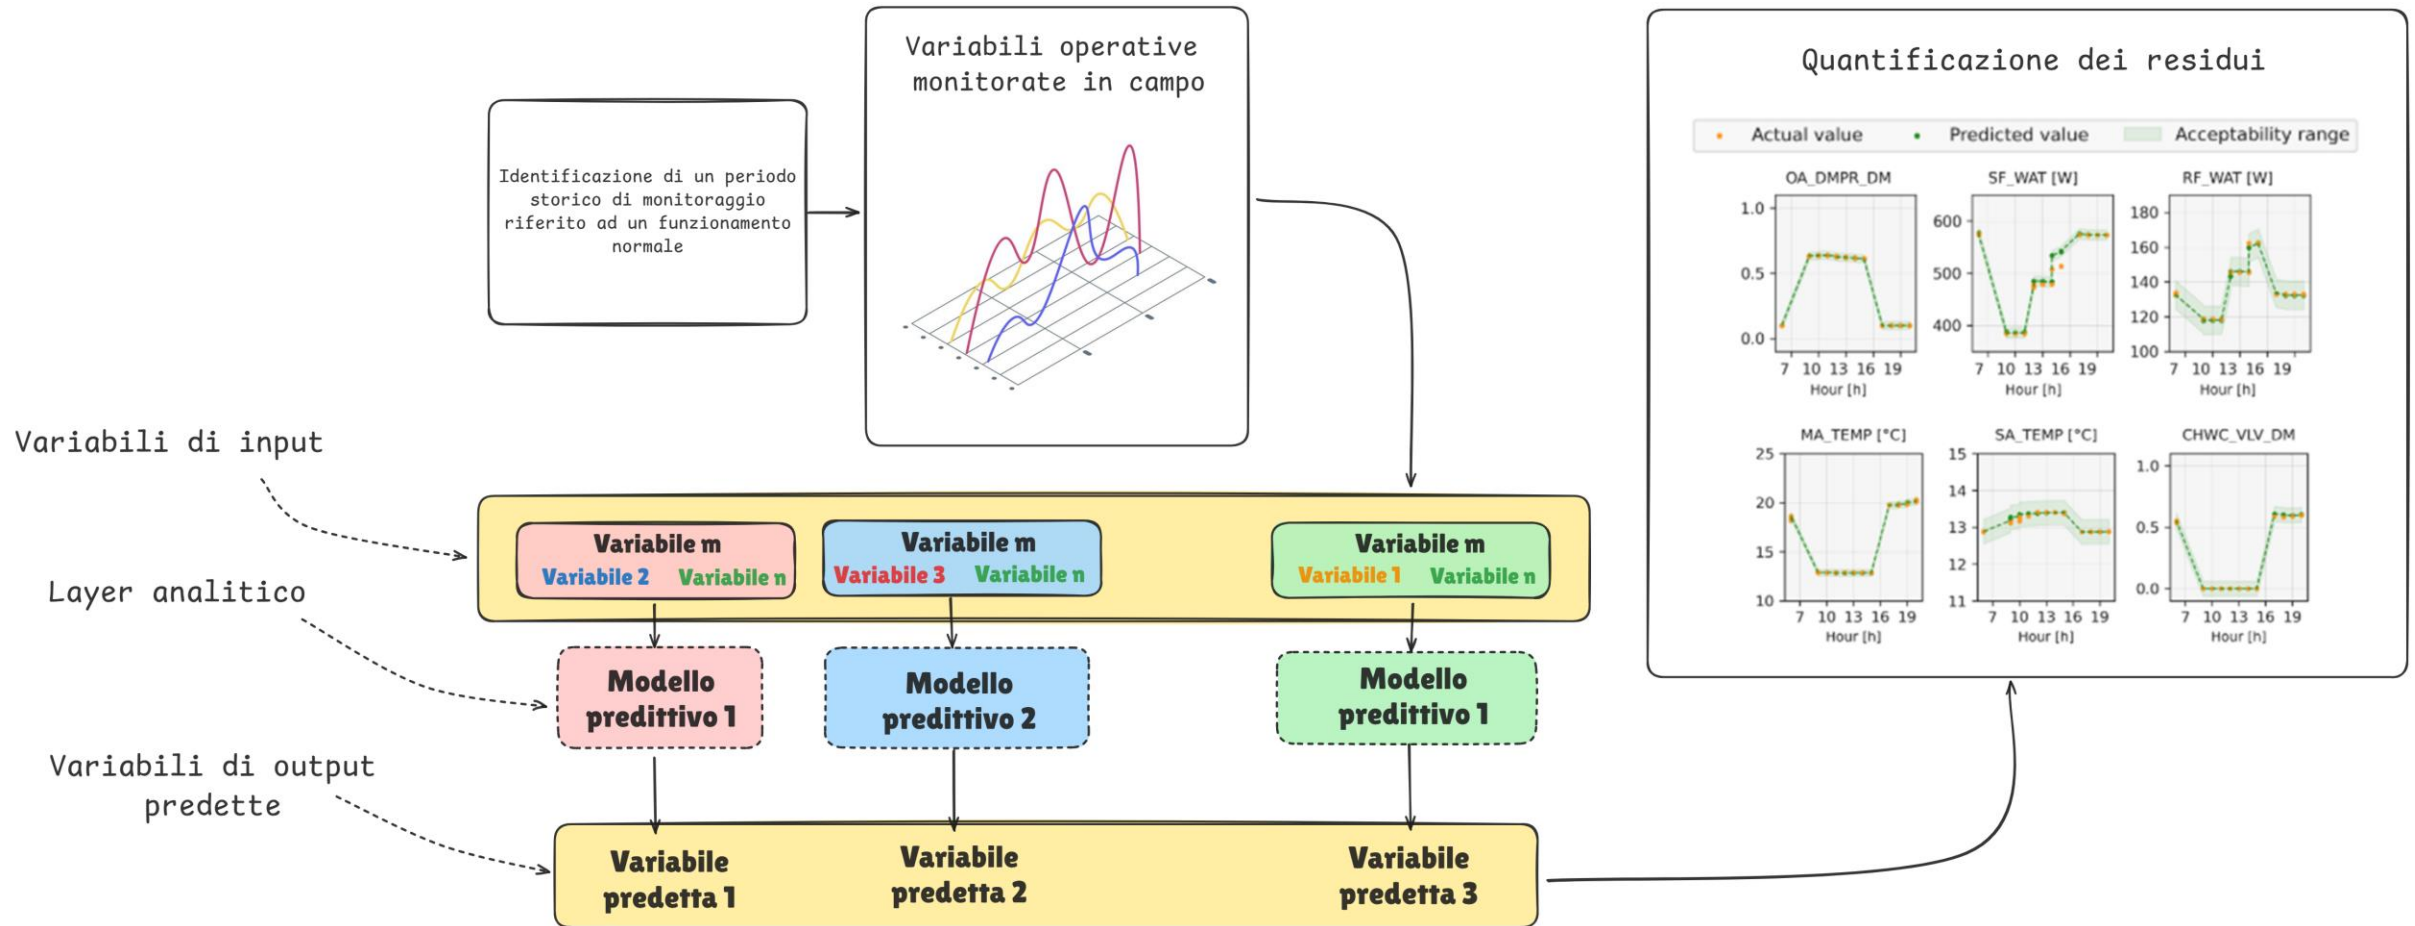 Variabili operative
monitorate in campo
Identificazione di un periodo
storico di monitoraggio
riferito ad un funzionamento
normale
Quantificazione dei residui
Actual value
Predicted value
Acceptability range
OA_DMPR_DM
1.0
0.5
0.0
7 10 13 16 19
Hour [h]
SF_WAT [W]
600
500
400
7 10 13 16 19
Hour [h]
RF_WAT [W]
180
160
140
120
100
7 10 13 16 19
Hour [h]
MA_TEMP [°C]
25
20
15
10
7 10 13 16 19
Hour [h]
SA_TEMP [°C]
15
14
13
12
11
7 10 13 16 19
Hour [h]
CHWC_VLV_DM
1.0
0.5
0.0
7 10 13 16 19
Hour [h]
Variabili di input
Variabile m
Variabile 2 Variabile n
Variabile m
Variabile 3 Variabile n
Variabile m
Variabile 1 Variabile n
Layer analitico
Modello
predittivo 1
Modello
predittivo 2
Modello
predittivo 1
Variabili di output
predette
Variabile
predetta 1
Variabile
predetta 2
Variabile
predetta 3